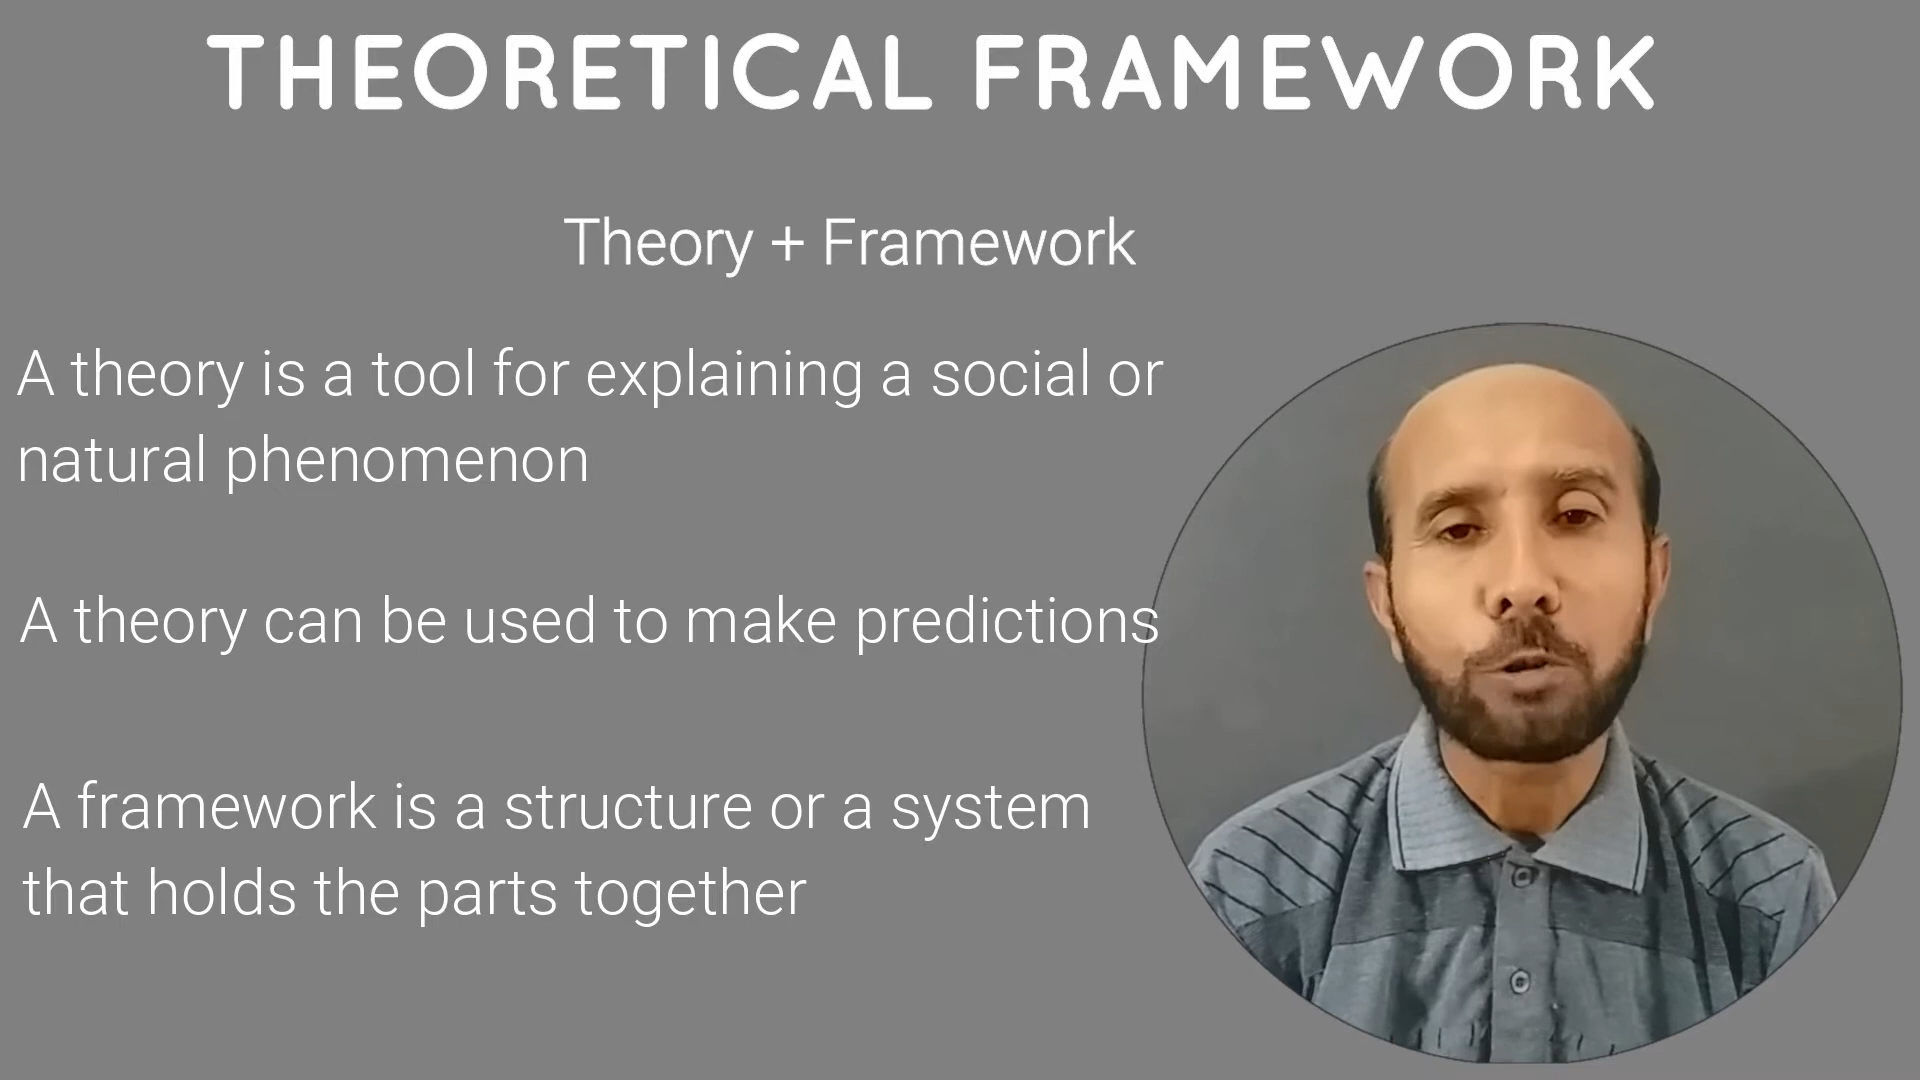 THEORETICAL FRAMEWORK
Theory + Framework
A theory is a tool for explaining a social or
natural phenomenon
A theory can be used to make predictions
A framework is a structure or a system
that holds the parts together